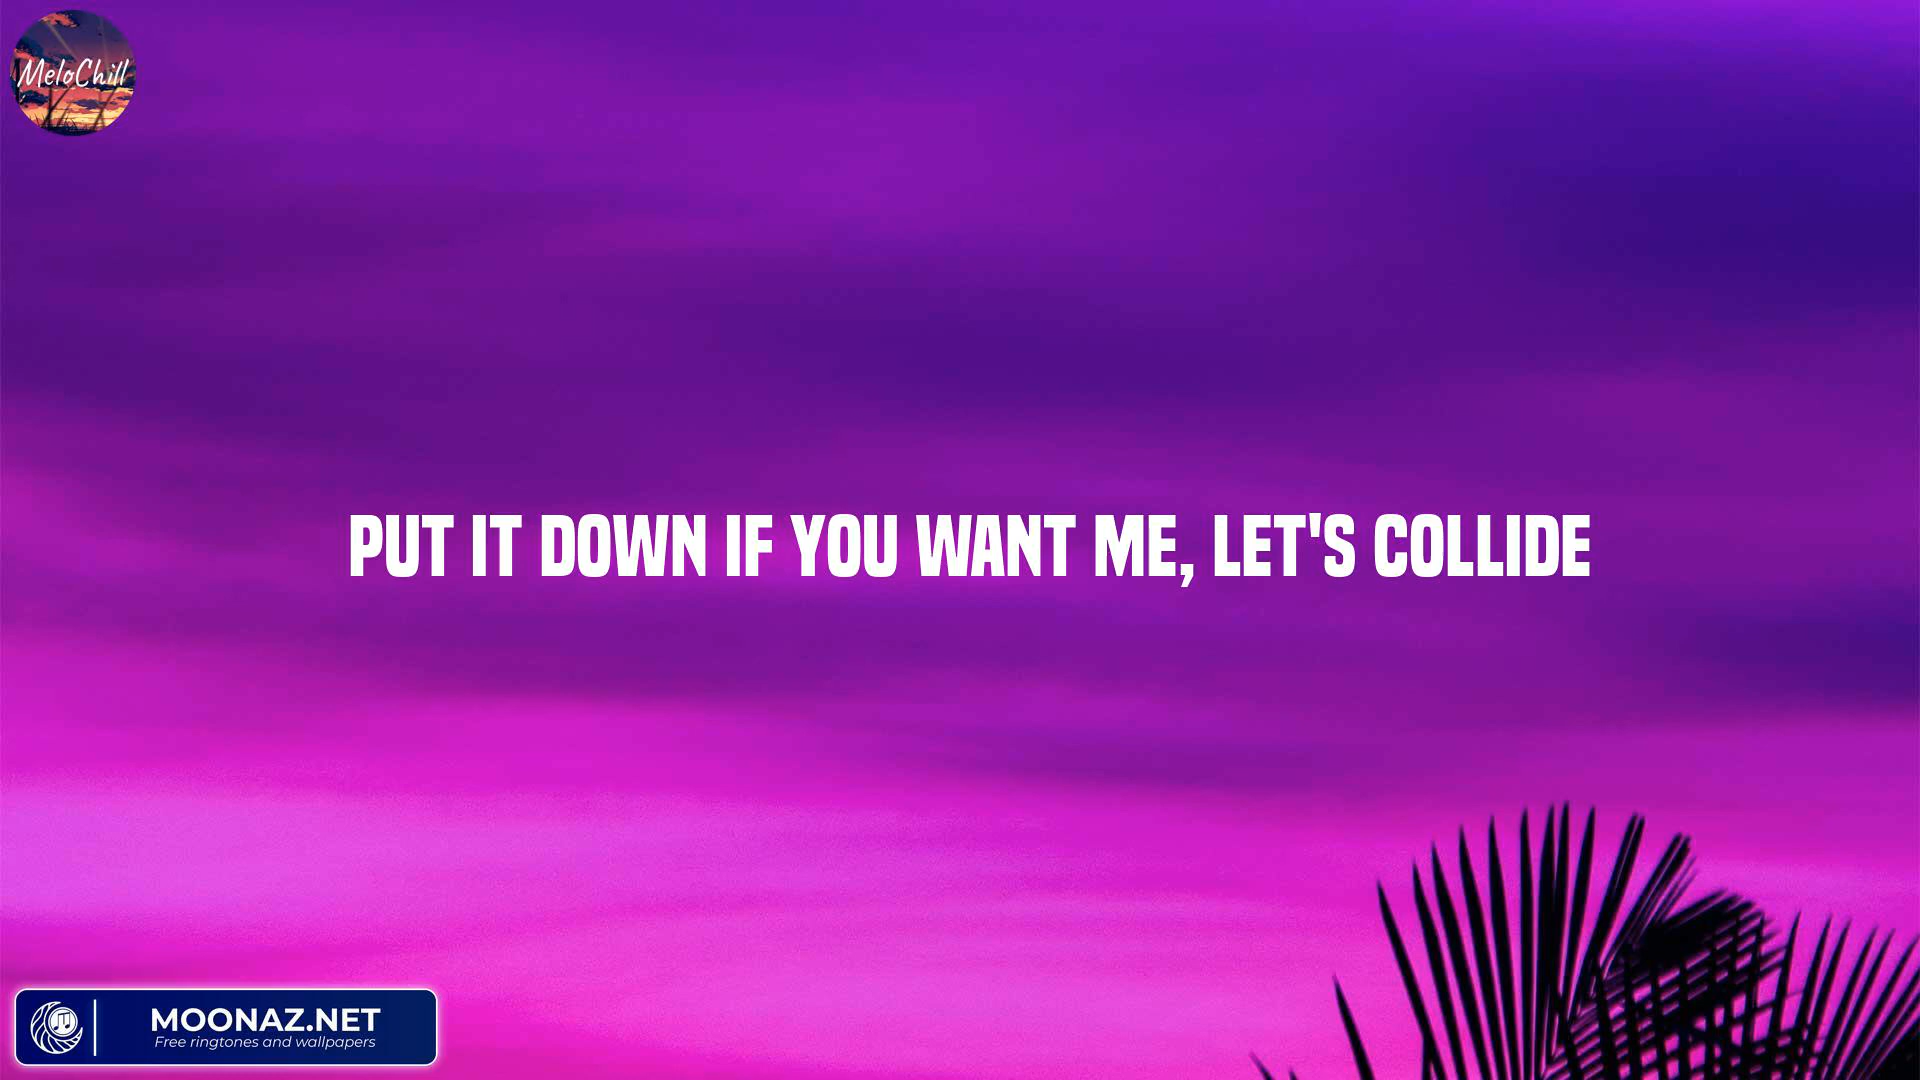 MeloChill
PUT IT DOWN IF YOU WANT ME, LET'S COLLIDE
MOONAZ.NET
Free ringtones and wallpapers